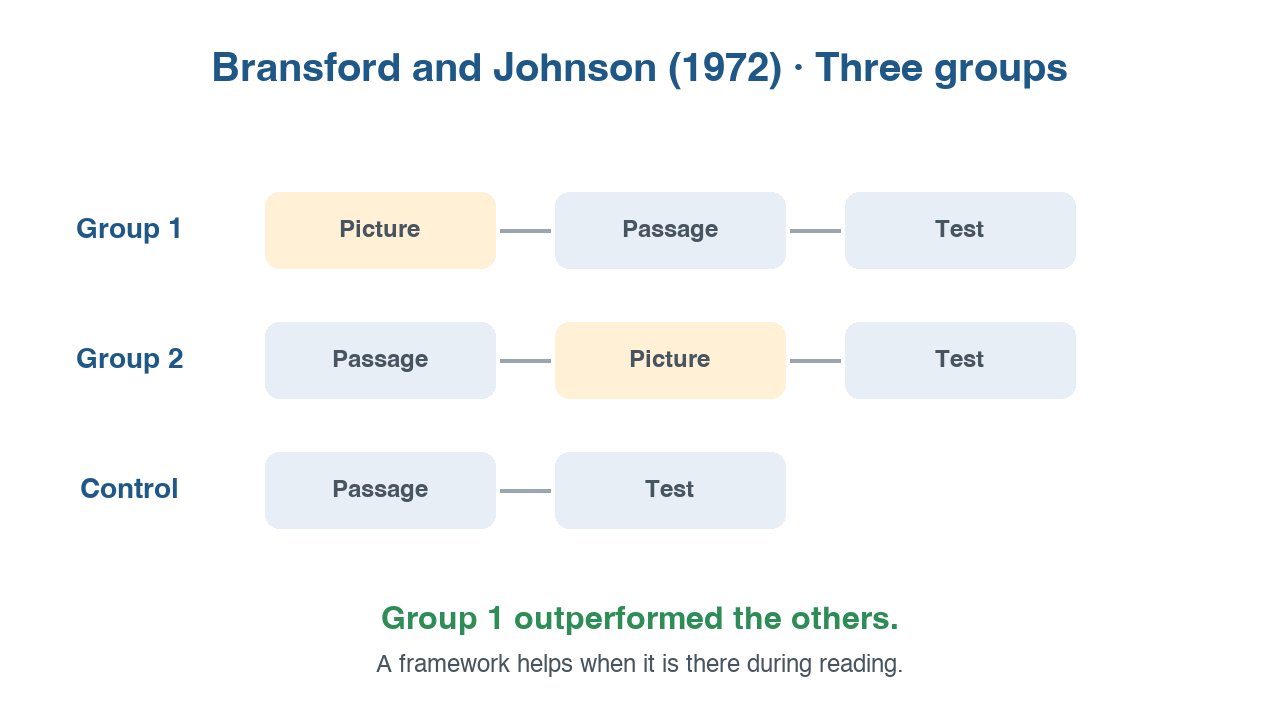 Bransford and Johnson (1972) · Three groups
Group 1 Picture Passage Test
Group 2 Passage Picture Test
Control Passage Test
Group 1 outperformed the others.
A framework helps when it is there during reading.